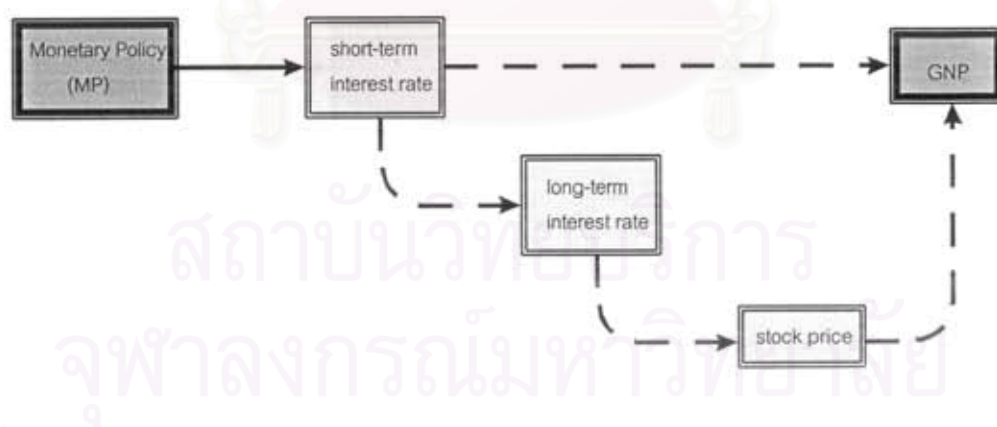 Monetary Policy
(MP)
short-term
interest rate
GNP
long-term
interest rate
stock price
สถาบันวิทยบริการ
จุฬาลงกรณ์มหาวิทยาลัย